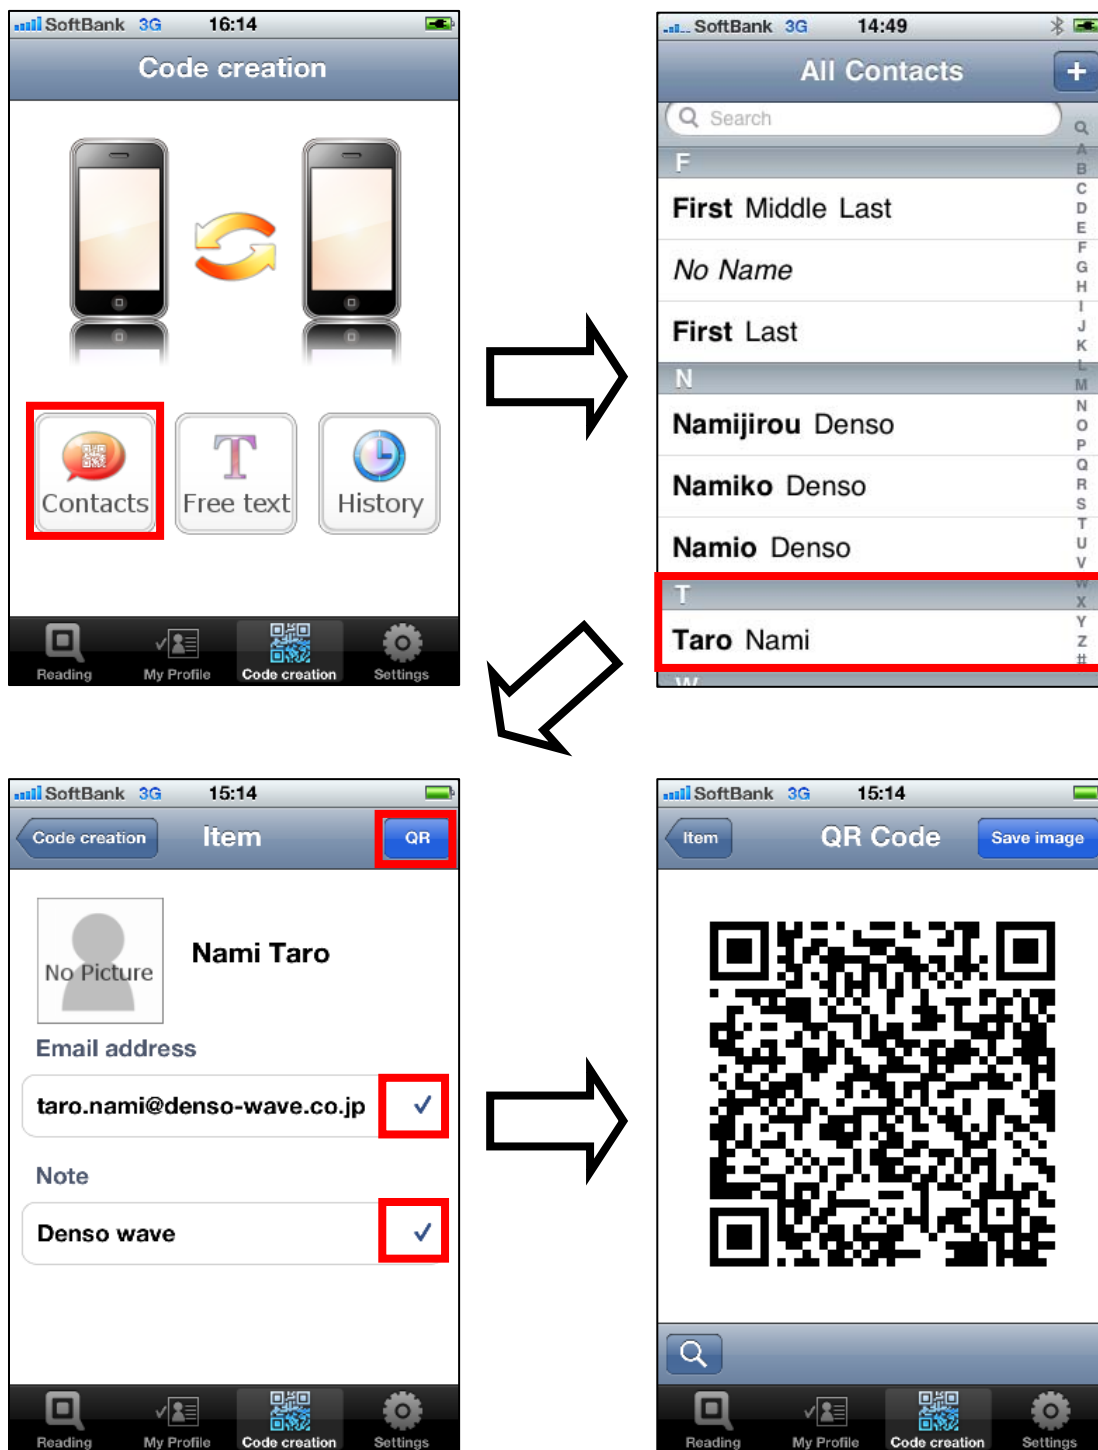 SoftBank 3G 16:14
Code creation
Contacts
Free text
History
Reading
My Profile
Code creation
Settings
SoftBank 3G 14:49
All Contacts
+
Search
F
First Middle Last
No Name
First Last
N
Namijirou Denso
Namiko Denso
Namio Denso
T
Taro Nami
W
A
B
C
D
E
F
G
H
I
J
K
L
M
N
O
P
Q
R
S
T
U
V
W
X
Y
Z
#
SoftBank 3G 15:14
Code creation
Item
QR
No Picture
Nami Taro
Email address
taro.nami@denso-wave.co.jp
Note
Denso wave
Reading
My Profile
Code creation
Settings
SoftBank 3G 15:14
Item
QR Code
Save image
Reading
My Profile
Code creation
Settings